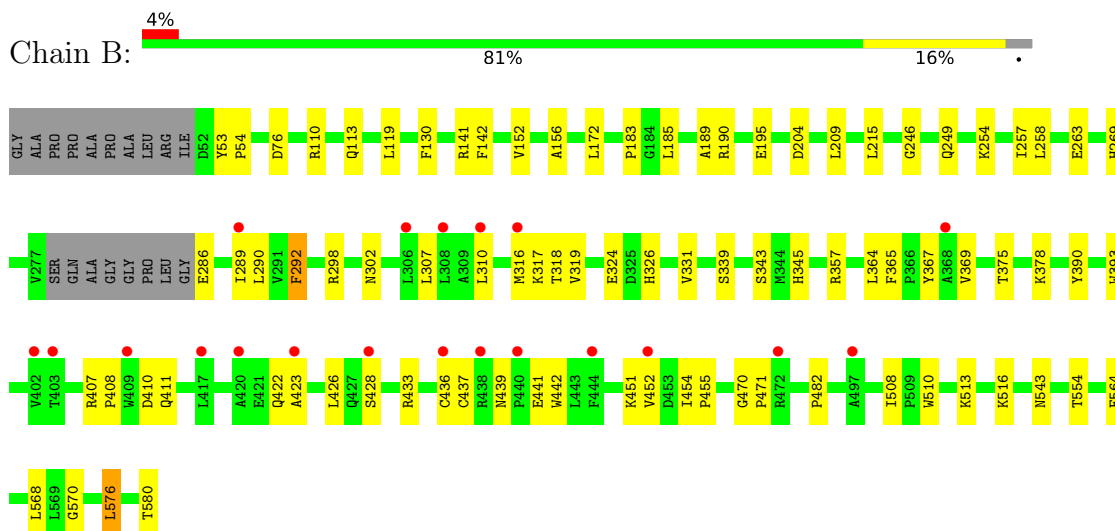 4%
Chain B:
81% 16% •
GLY ALA PRO PRO ALA PRO ALA LEU ARG ILE D52 Y53 P54 D76 R110 Q113 L119 F130 R141 F142 V152 A156 L172 P183 G184 L185 A189 R190 E195 D204 L209 L215 G246 Q249 K254 I257 L258 E263 H269
V277 SER GLN ALA GLY GLY PRO LEU GLY E286 I289 L290 V291 F292 R298 N302 L306 L307 L308 A309 L310 M316 K317 T318 V319 E324 D325 H326 V331 S339 S343 M344 H345 R357 L364 F365 P366 Y367 A368 V369 T375 K378 Y390 W393
V402 T403 R407 P408 W409 D410 Q411 L417 A420 E421 Q422 A423 L426 Q427 S428 R433 C436 C437 R438 N439 P440 E441 W442 L443 F444 K451 V452 D453 I454 P455 G470 P471 R472 P482 A497 I508 P509 W510 K513 K516 N543 T554 E564
L568 L569 G570 L576 T580